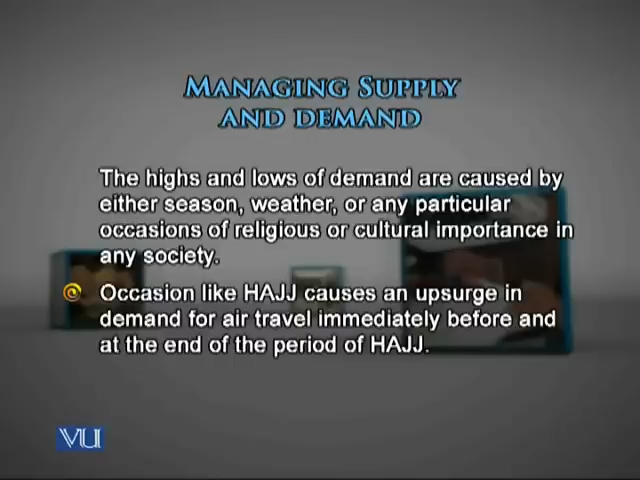 MANAGING SUPPLY
AND DEMAND
The highs and lows of demand are caused by
either season, weather, or any particular
occasions of religious or cultural importance in
any society.
Occasion like HAJJ causes an upsurge in
demand for air travel immediately before and
at the end of the period of HAJJ.
VU